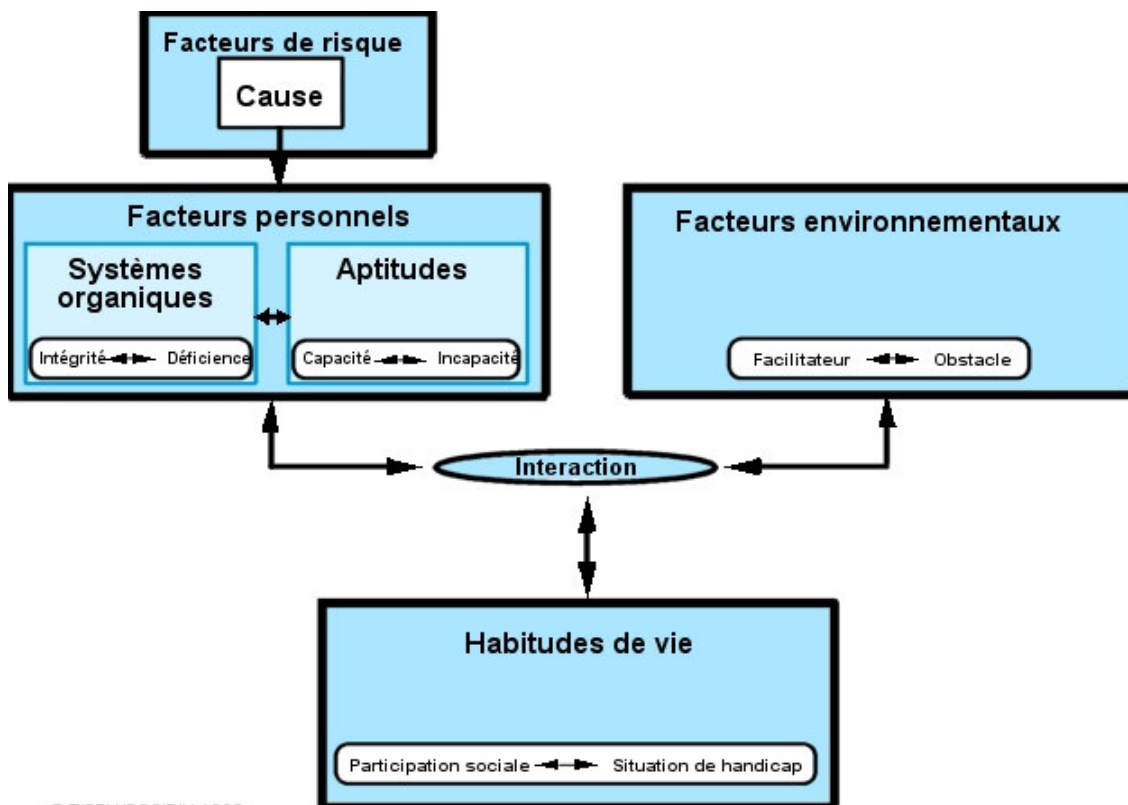 Facteurs de risque
Cause
Facteurs personnels
Systèmes
organiques
Intégrité Déficience
Aptitudes
Capacité Incapacité
Facteurs environnementaux
Facilitateur Obstacle
Interaction
Habitudes de vie
Participation sociale Situation de handicap